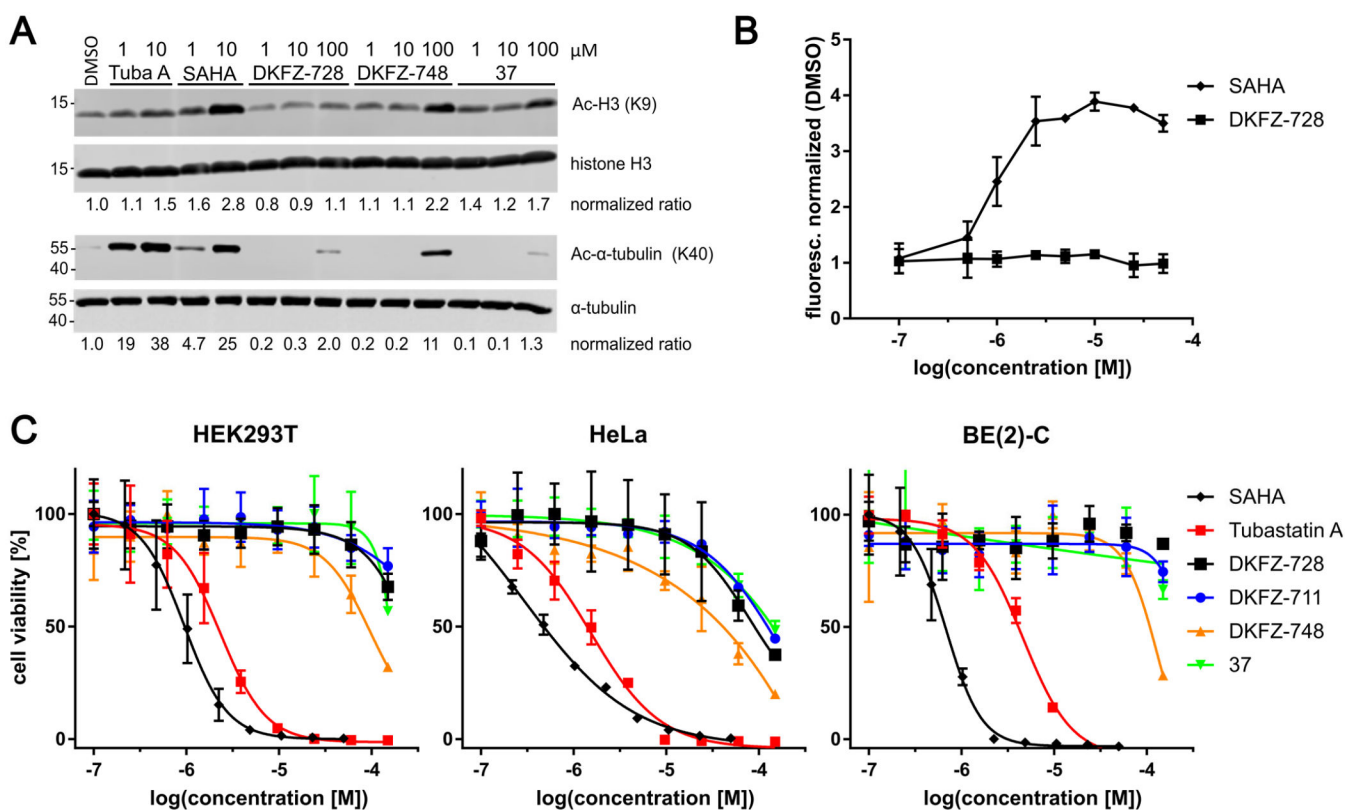 A
DMSO
1 10 1 10 1 10 100 1 10 100 1 10 100 μM
Tuba A SAHA DKFZ-728 DKFZ-748 37
15
Ac-H3 (K9)
15
histone H3
1.0 1.1 1.5 1.6 2.8 0.8 0.9 1.1 1.1 1.1 2.2 1.4 1.2 1.7 normalized ratio
55
40
Ac-α-tubulin (K40)
55
40
α-tubulin
1.0 19 38 4.7 25 0.2 0.3 2.0 0.2 0.2 11 0.1 0.1 1.3 normalized ratio
B
fluoresc. normalized (DMSO)
5
4
3
2
1
0
-7 -6 -5 -4
log(concentration [M])
SAHA
DKFZ-728
C
HEK293T
cell viability [%]
100
50
0
-7 -6 -5 -4
log(concentration [M])
HeLa
100
50
0
-7 -6 -5 -4
log(concentration [M])
BE(2)-C
100
50
0
-7 -6 -5 -4
log(concentration [M])
SAHA
Tubastatin A
DKFZ-728
DKFZ-711
DKFZ-748
37